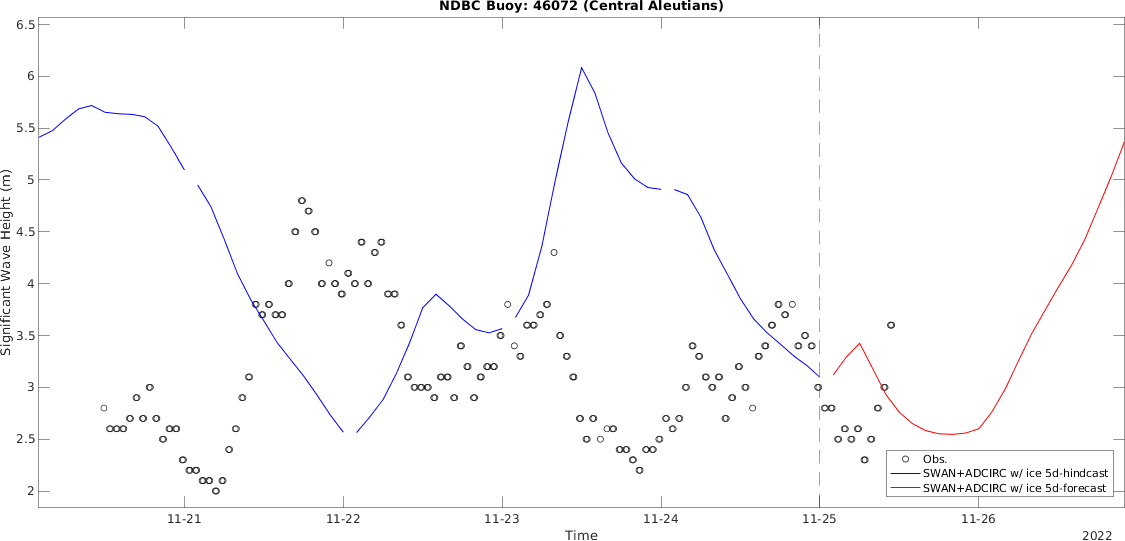 NDBC Buoy: 46072 (Central Aleutians)
6.5
6
5.5
5
4.5
4
3.5
3
2.5
2
Significant Wave Height (m)
Obs.
SWAN+ADCIRC w/ ice 5d-hindcast
SWAN+ADCIRC w/ ice 5d-forecast
11-21
11-22
11-23
11-24
11-25
11-26
Time
2022